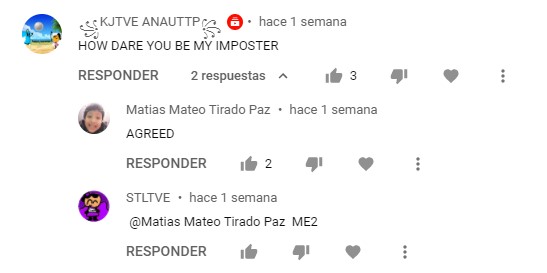 ꧁KJTVE ANAUTTP꧂ • hace 1 semana
HOW DARE YOU BE MY IMPOSTER
RESPONDER 2 respuestas 3
Matias Mateo Tirado Paz • hace 1 semana
AGREED
RESPONDER 2
STLTVE • hace 1 semana
@Matias Mateo Tirado Paz ME2
RESPONDER